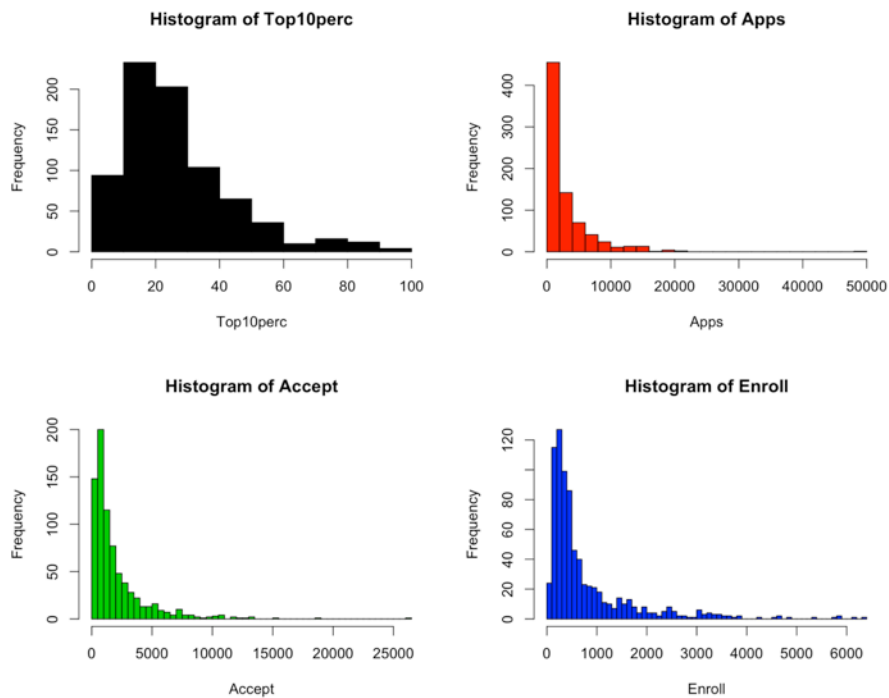 Histogram of Top10perc
Frequency
0
50
100
150
200
0 20 40 60 80 100
Top10perc
Histogram of Apps
Frequency
0
100
200
300
400
0 10000 20000 30000 40000 50000
Apps
Histogram of Accept
Frequency
0
50
100
150
200
0 5000 10000 15000 20000 25000
Accept
Histogram of Enroll
Frequency
0
20
40
60
80
120
0 1000 2000 3000 4000 5000 6000
Enroll